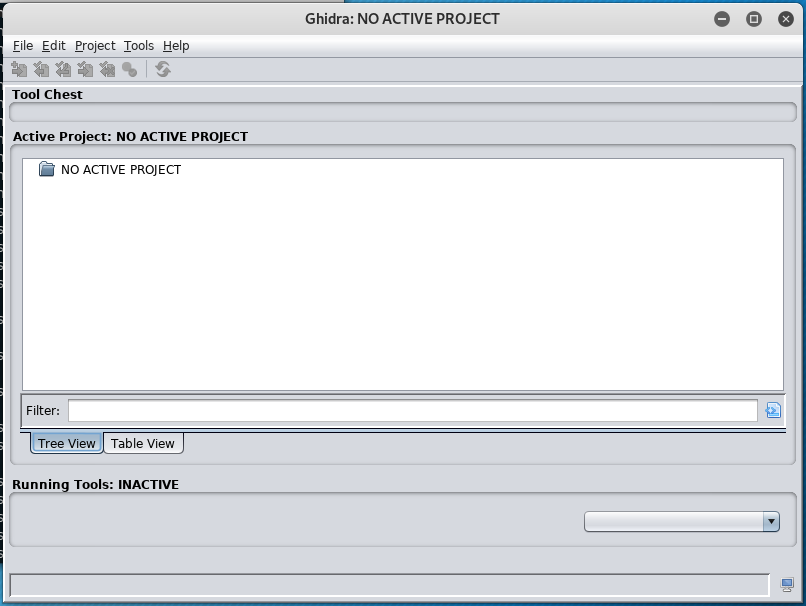 Ghidra: NO ACTIVE PROJECT
File Edit Project Tools Help
Tool Chest
Active Project: NO ACTIVE PROJECT
NO ACTIVE PROJECT
Filter:
Tree View Table View
Running Tools: INACTIVE